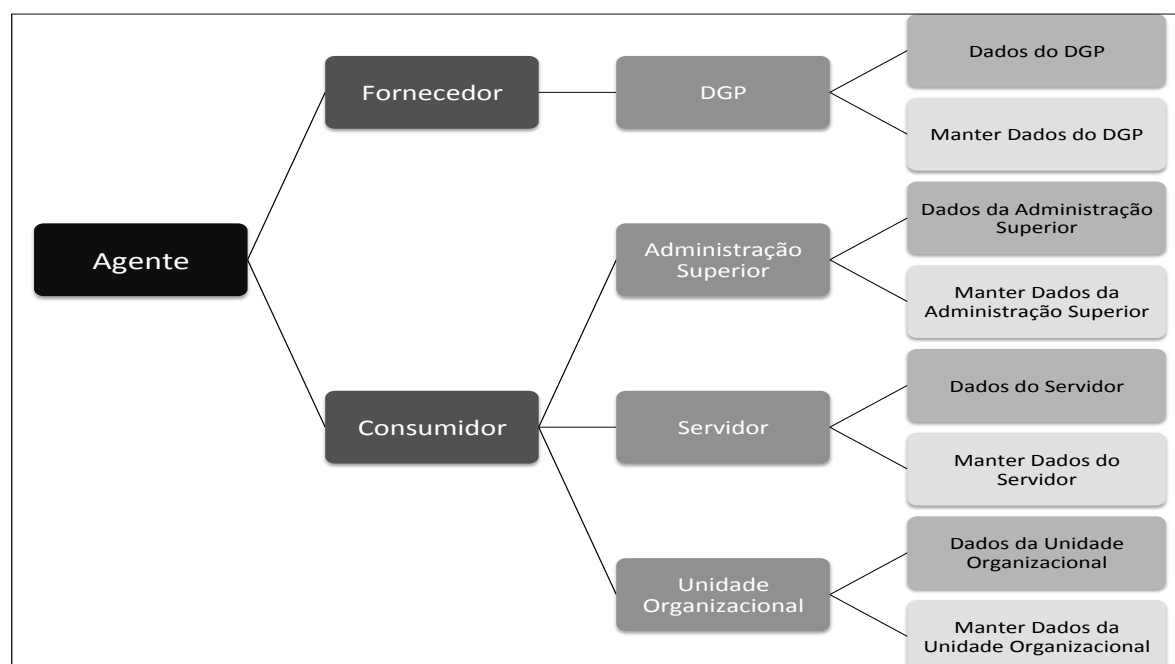 Agente
Fornecedor
Consumidor
DGP
Administração
Superior
Servidor
Unidade
Organizacional
Dados do DGP
Manter Dados do DGP
Dados da Administração
Superior
Manter Dados da
Administração Superior
Dados do Servidor
Manter Dados do
Servidor
Dados da Unidade
Organizacional
Manter Dados da
Unidade Organizacional